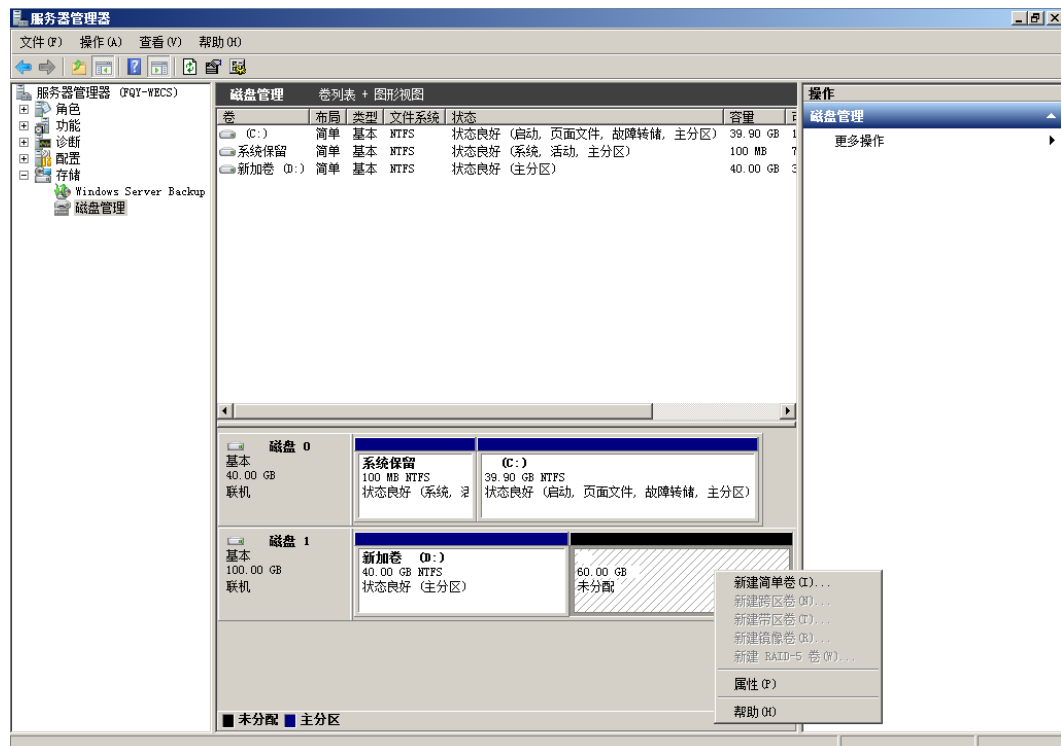 服务器管理器
文件(F) 操作(A) 查看(V) 帮助(H)
服务器管理器 (FQY-WECS)
角色
功能
诊断
配置
存储
Windows Server Backup
磁盘管理
磁盘管理 卷列表 + 图形视图
卷 布局 类型 文件系统 状态 容量
(C:) 简单 基本 NTFS 状态良好 (启动, 页面文件, 故障转储, 主分区) 39.90 GB 1
系统保留 简单 基本 NTFS 状态良好 (系统, 活动, 主分区) 100 MB 7
新加卷 (D:) 简单 基本 NTFS 状态良好 (主分区) 40.00 GB 3
磁盘 0
基本
40.00 GB
联机
系统保留
100 MB NTFS
状态良好 (系统, 活
(C:)
39.90 GB NTFS
状态良好 (启动, 页面文件, 故障转储, 主分区)
磁盘 1
基本
100.00 GB
联机
新加卷 (D:)
40.00 GB NTFS
状态良好 (主分区)
60.00 GB
未分配
新建简单卷(I)...
新建跨区卷(N)...
新建带区卷(T)...
新建镜像卷(R)...
新建 RAID-5 卷(W)...
属性(P)
帮助(H)
未分配 主分区
操作
磁盘管理
更多操作